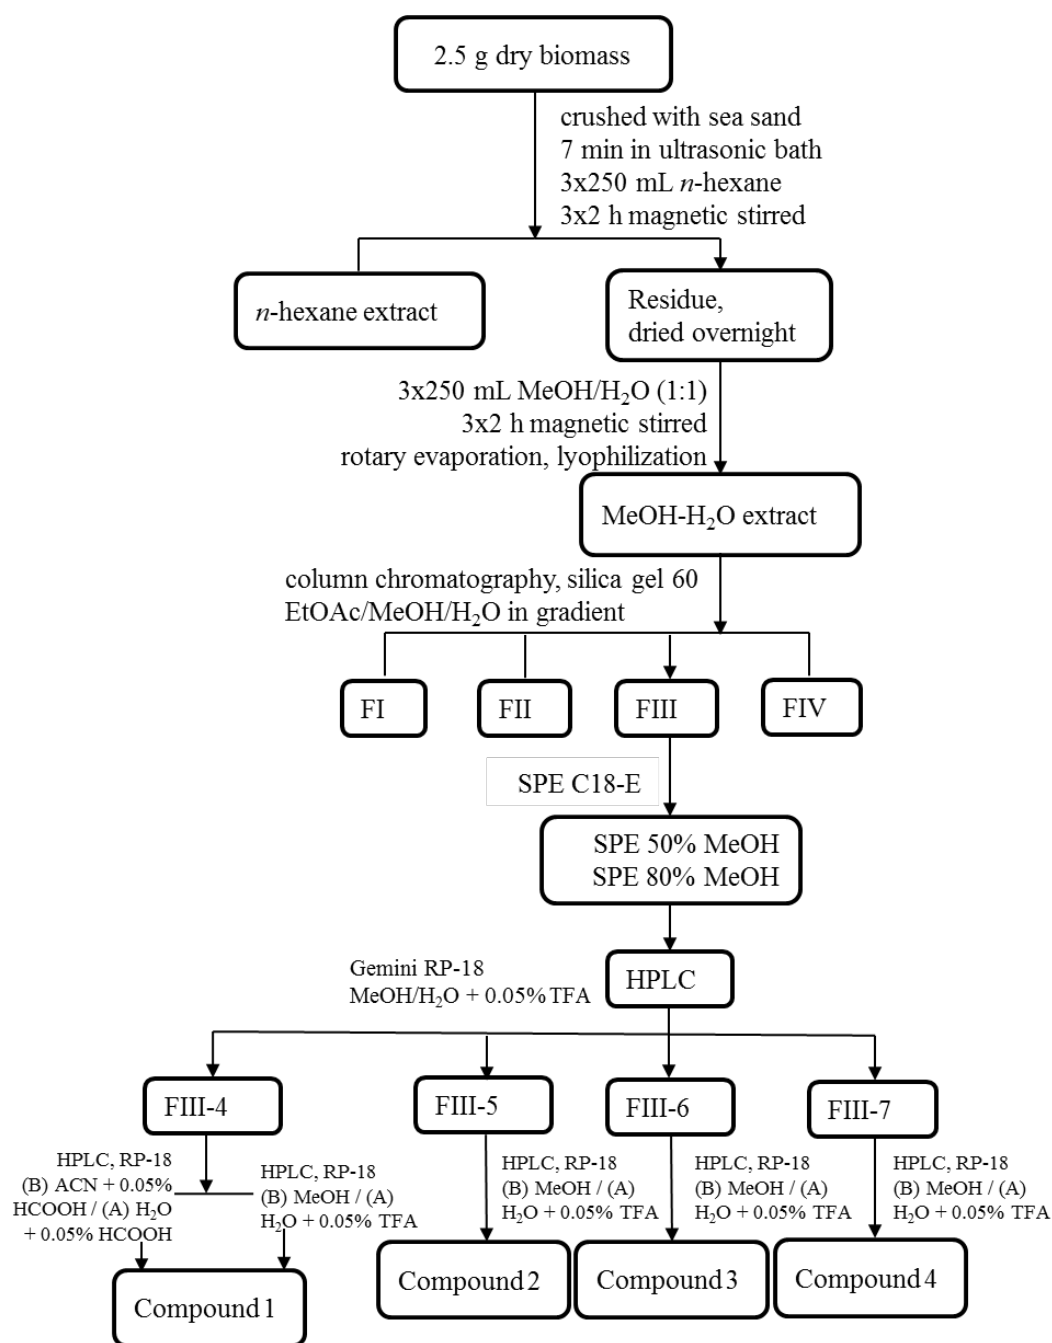 2.5 g dry biomass
crushed with sea sand
7 min in ultrasonic bath
3x250 mL n-hexane
3x2 h magnetic stirred
n-hexane extract
Residue,
dried overnight
3x250 mL MeOH/H₂O (1:1)
3x2 h magnetic stirred
rotary evaporation, lyophilization
MeOH-H₂O extract
column chromatography, silica gel 60
EtOAc/MeOH/H₂O in gradient
FI
FII
FIII
FIV
SPE C18-E
SPE 50% MeOH
SPE 80% MeOH
HPLC
Gemini RP-18
MeOH/H₂O + 0.05% TFA
FIII-4
FIII-5
FIII-6
FIII-7
HPLC, RP-18
(B) ACN + 0.05%
HCOOH / (A) H₂O
+ 0.05% HCOOH
HPLC, RP-18
(B) MeOH / (A)
H₂O + 0.05% TFA
HPLC, RP-18
(B) MeOH / (A)
H₂O + 0.05% TFA
HPLC, RP-18
(B) MeOH / (A)
H₂O + 0.05% TFA
HPLC, RP-18
(B) MeOH / (A)
H₂O + 0.05% TFA
Compound 1
Compound 2
Compound 3
Compound 4